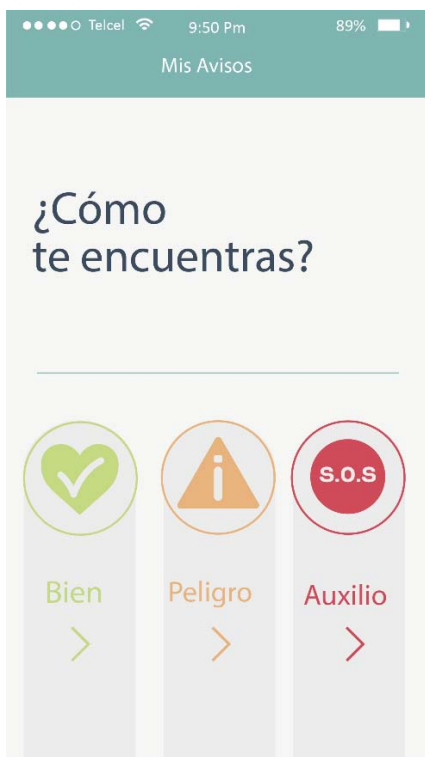 Telcel 9:50 Pm 89%
Mis Avisos
¿Cómo
te encuentras?
i
S.O.S
Bien Peligro Auxilio